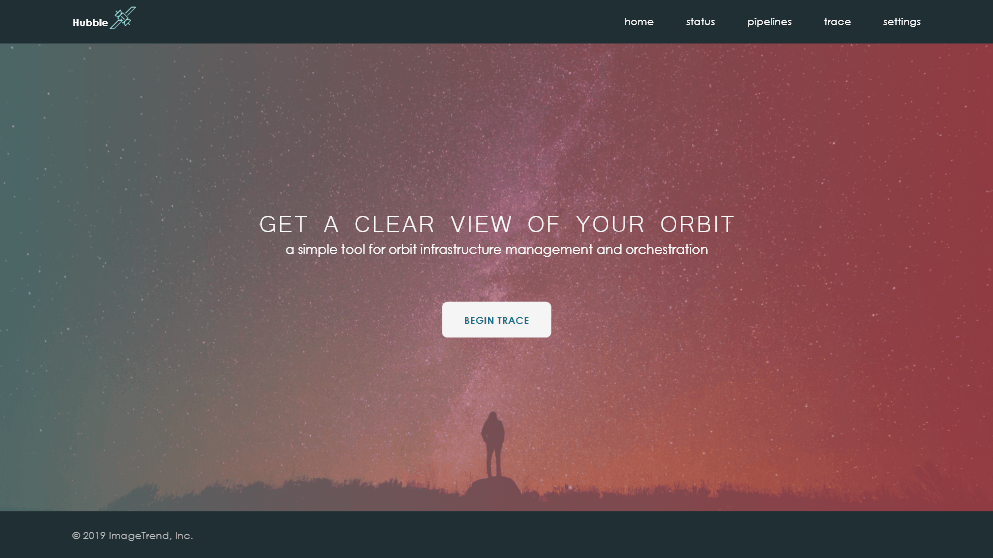 Hubble
home status pipelines trace settings
GET A CLEAR VIEW OF YOUR ORBIT
a simple tool for orbit infrastructure management and orchestration
BEGIN TRACE
© 2019 ImageTrend, Inc.